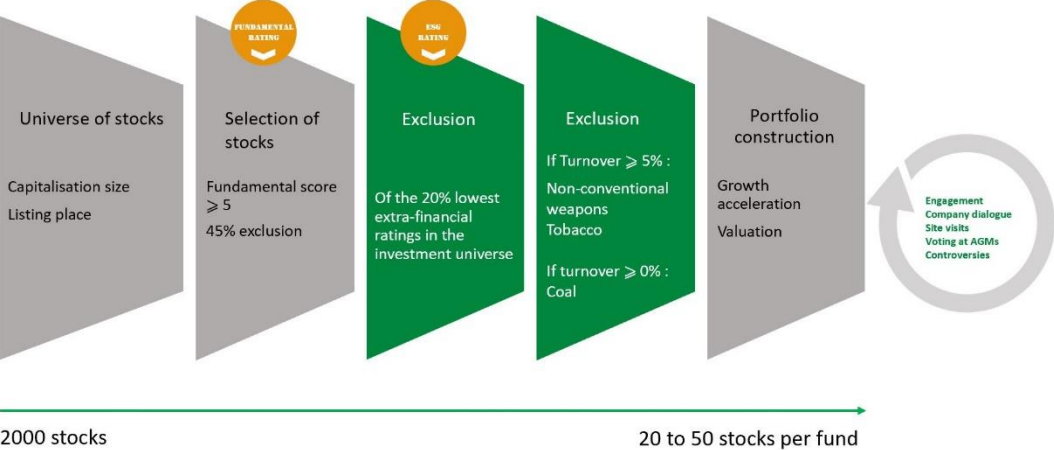 FUNDAMENTAL
RATING
ESG
RATING
Universe of stocks
Capitalisation size
Listing place
Selection of
stocks
Fundamental score
⩾ 5
45% exclusion
Exclusion
Of the 20% lowest
extra-financial
ratings in the
investment universe
Exclusion
If Turnover ⩾ 5% :
Non-conventional
weapons
Tobacco
If turnover ⩾ 0% :
Coal
Portfolio
construction
Growth
acceleration
Valuation
Engagement
Company dialogue
Site visits
Voting at AGMs
Controversies
2000 stocks
20 to 50 stocks per fund